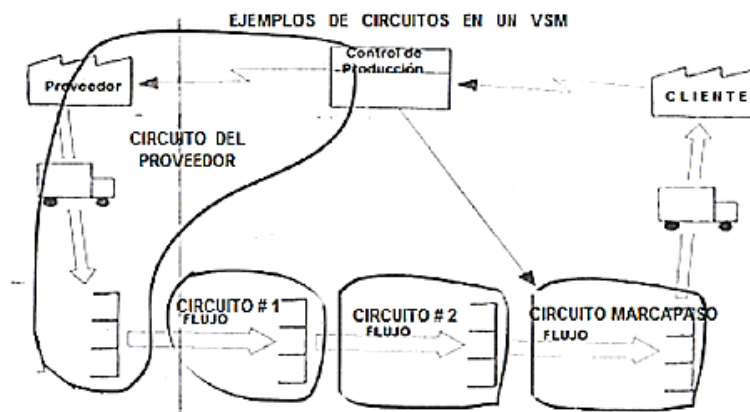 EJEMPLOS DE CIRCUITOS EN UN VSM
Control de
Producción
Proveedor
CLIENTE
CIRCUITO DEL
PROVEEDOR
CIRCUITO # 1
FLUJO
CIRCUITO # 2
FLUJO
CIRCUITO MARCAPASO
FLUJO